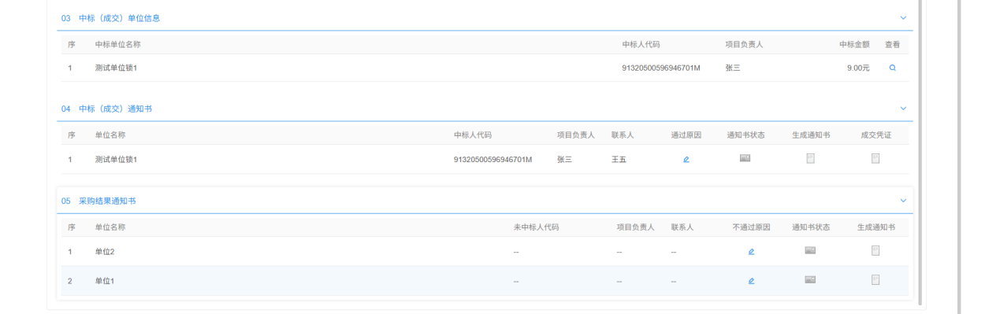 03 中标（成交）单位信息
序 中标单位名称 中标人代码 项目负责人 中标金额 查看
1 测试单位锁1 91320500596946701M 张三 9.00元
04 中标（成交）通知书
序 单位名称 中标人代码 项目负责人 联系人 通过原因 通知书状态 生成通知书 成交凭证
1 测试单位锁1 91320500596946701M 张三 王五
05 采购结果通知书
序 单位名称 未中标人代码 项目负责人 联系人 不通过原因 通知书状态 生成通知书
1 单位2 -- -- --
2 单位1 -- -- --